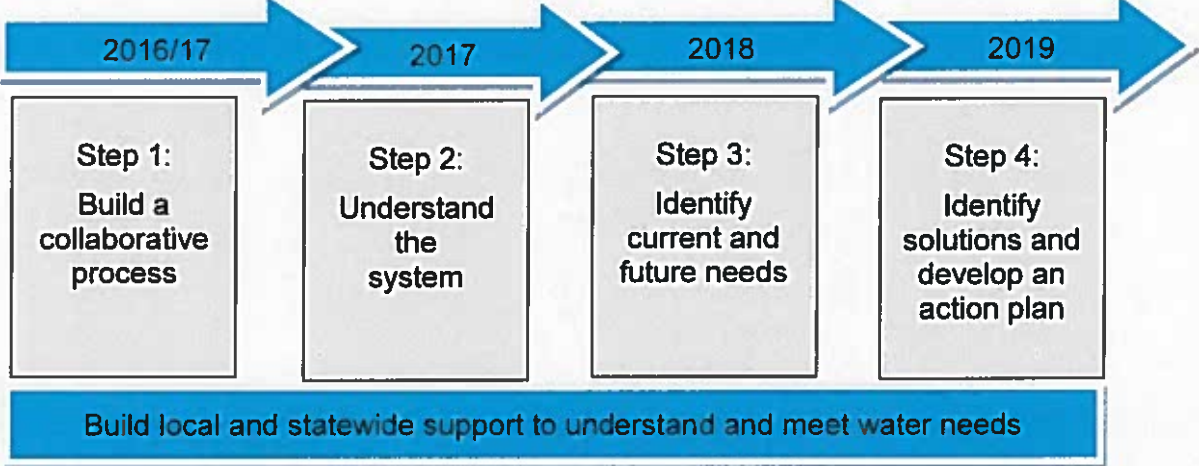 2016/17
2017
2018
2019
Step 1:
Build a
collaborative
process
Step 2:
Understand
the
system
Step 3:
Identify
current and
future needs
Step 4:
Identify
solutions and
develop an
action plan
Build local and statewide support to understand and meet water needs